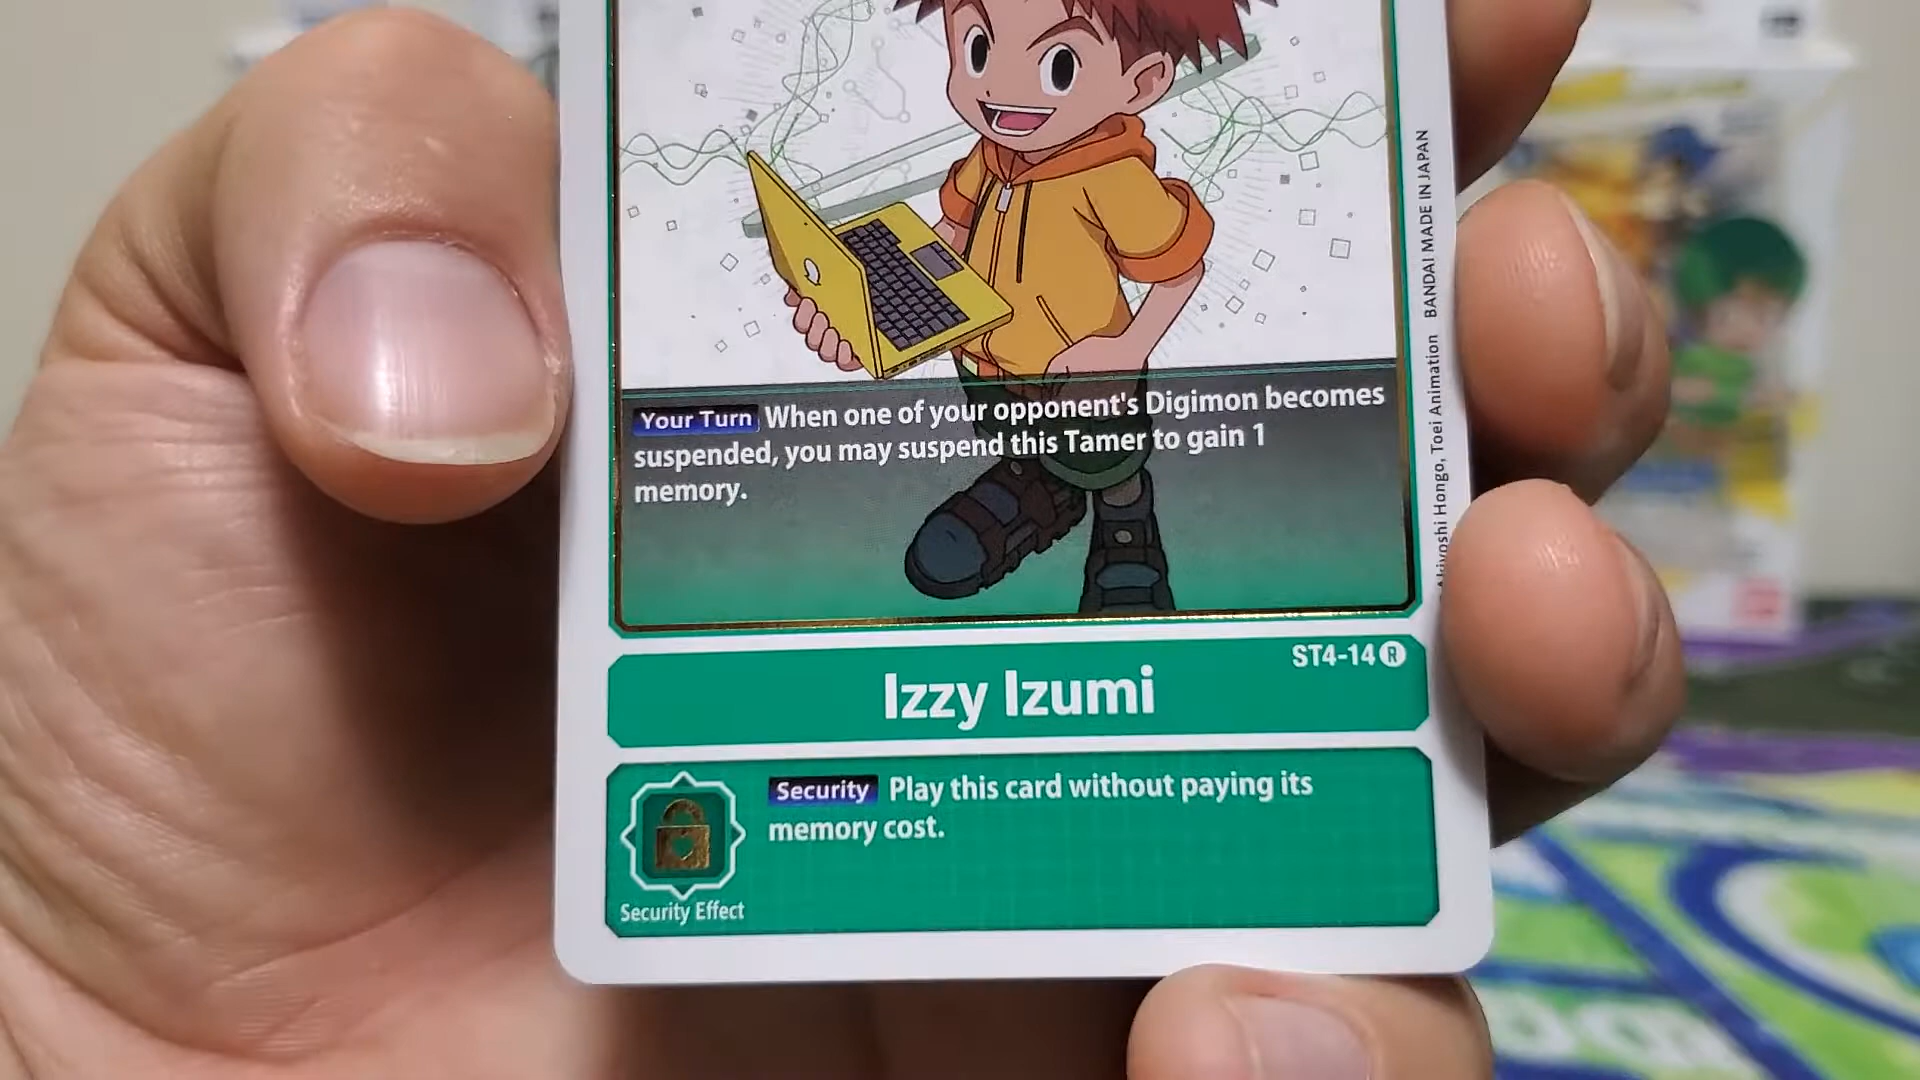 Your Turn When one of your opponent's Digimon becomes
suspended, you may suspend this Tamer to gain 1
memory.
Akiyoshi Hongo, Toei Animation BANDAI MADE IN JAPAN
ST4-14 R
Izzy Izumi
Security Play this card without paying its
memory cost.
Security Effect